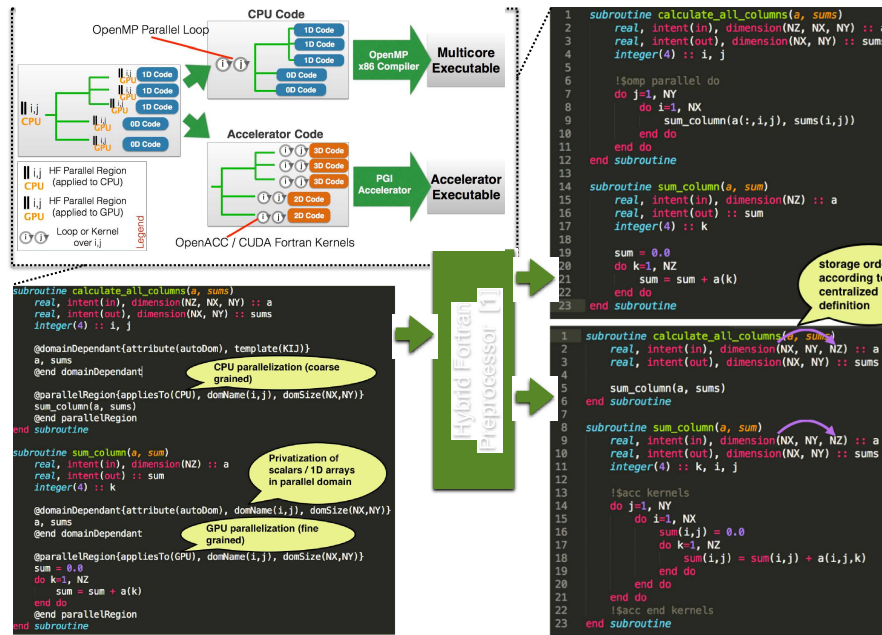 CPU Code
OpenMP Parallel Loop
1D Code
1D Code
1D Code
0D Code
0D Code
i j
OpenMP
x86 Compiler
Multicore
Executable
i,j
CPU
i,j
GPU
1D Code
i,j
GPU
1D Code
i,j
GPU
1D Code
i,j
GPU
0D Code
i,j
GPU
0D Code
Accelerator Code
i j 3D Code
i j 3D Code
i j 3D Code
i j 2D Code
i j 2D Code
PGI
Accelerator
Accelerator
Executable
i,j HF Parallel Region
CPU (applied to CPU)
i,j HF Parallel Region
GPU (applied to GPU)
i j Loop or Kernel
over i,j
Legend
OpenACC / CUDA Fortran Kernels
subroutine calculate_all_columns(a, sums)
real, intent(in), dimension(NZ, NX, NY) :: a
real, intent(out), dimension(NX, NY) :: sums
integer(4) :: i, j
@domainDependant{attribute(autoDom), template(KIJ)}
a, sums
@end domainDependant
CPU parallelization (coarse
grained)
@parallelRegion{appliesTo(CPU), domName(i,j), domSize(NX,NY)}
sum_column(a, sums)
@end parallelRegion
end subroutine
subroutine sum_column(a, sum)
real, intent(in), dimension(NZ) :: a
real, intent(out) :: sum
integer(4) :: k
Privatization of
scalars / 1D arrays
in parallel domain
@domainDependant{attribute(autoDom), domName(i,j), domSize(NX,NY)}
a, sums
@end domainDependant
GPU parallelization (fine
grained)
@parallelRegion{appliesTo(GPU), domName(i,j), domSize(NX,NY)}
sum = 0.0
do k=1, NZ
sum = sum + a(k)
end do
@end parallelRegion
end subroutine
Hybrid Fortran
Preprocessor [1]
1 subroutine calculate_all_columns(a, sums)
2 real, intent(in), dimension(NZ, NX, NY) ::
3 real, intent(out), dimension(NX, NY) :: sums
4 integer(4) :: i, j
5
6 !$omp parallel do
7 do j=1, NY
8 do i=1, NX
9 sum_column(a(:,i,j), sums(i,j))
10 end do
11 end do
12 end subroutine
13
14 subroutine sum_column(a, sum)
15 real, intent(in), dimension(NZ) :: a
16 real, intent(out) :: sum
17 integer(4) :: k
18
19 sum = 0.0
20 do k=1, NZ
21 sum = sum + a(k)
22 end do
23 end subroutine
storage ord
according to
centralized
definition
1 subroutine calculate_all_columns(a, sums)
2 real, intent(in), dimension(NX, NY, NZ) :: a
3 real, intent(out), dimension(NX, NY) :: sums
4
5 sum_column(a, sums)
6 end subroutine
7
8 subroutine sum_column(a, sum)
9 real, intent(in), dimension(NX, NY, NZ) :: a
10 real, intent(out), dimension(NX, NY) :: sums
11 integer(4) :: k, i, j
12
13 !$acc kernels
14 do j=1, NY
15 do i=1, NX
16 sum(i,j) = 0.0
17 do k=1, NZ
18 sum(i,j) = sum(i,j) + a(i,j,k)
19 end do
20 end do
21 end do
22 !$acc end kernels
23 end subroutine